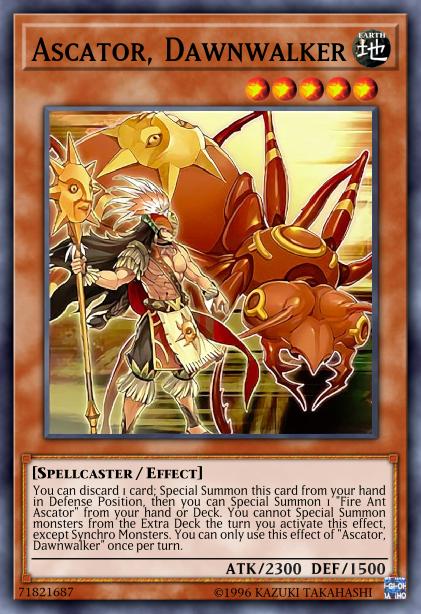 Ascator, Dawnwalker
EARTH
地
[Spellcaster / Effect]
You can discard 1 card; Special Summon this card from your hand
in Defense Position, then you can Special Summon 1 "Fire Ant
Ascator" from your hand or Deck. You cannot Special Summon
monsters from the Extra Deck the turn you activate this effect,
except Synchro Monsters. You can only use this effect of "Ascator,
Dawnwalker" once per turn.
ATK/2300 DEF/1500
71821687
©1996 KAZUKI TAKAHASHI